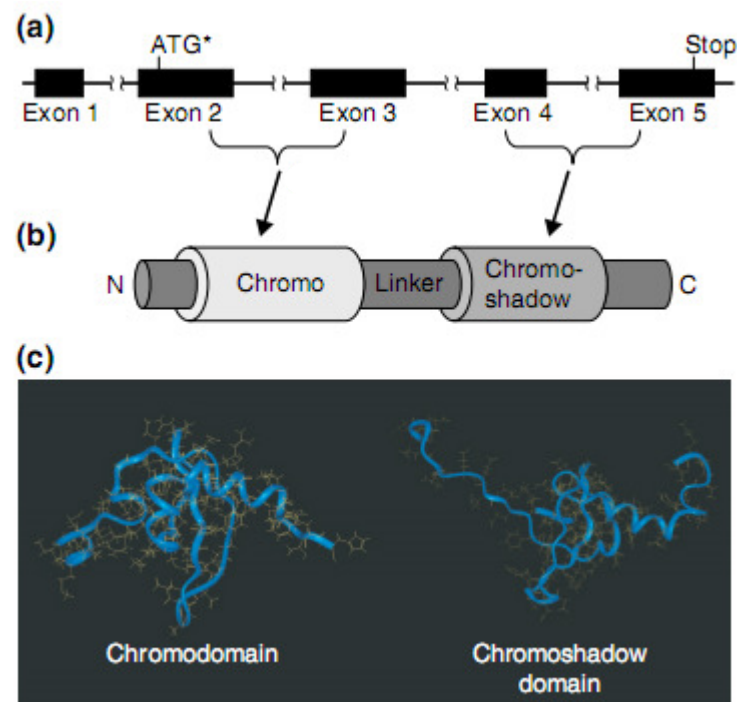 (a)
ATG*
Stop
Exon 1
Exon 2
Exon 3
Exon 4
Exon 5
(b)
N
Chromo
Linker
Chromo-
shadow
C
(c)
Chromodomain
Chromoshadow
domain